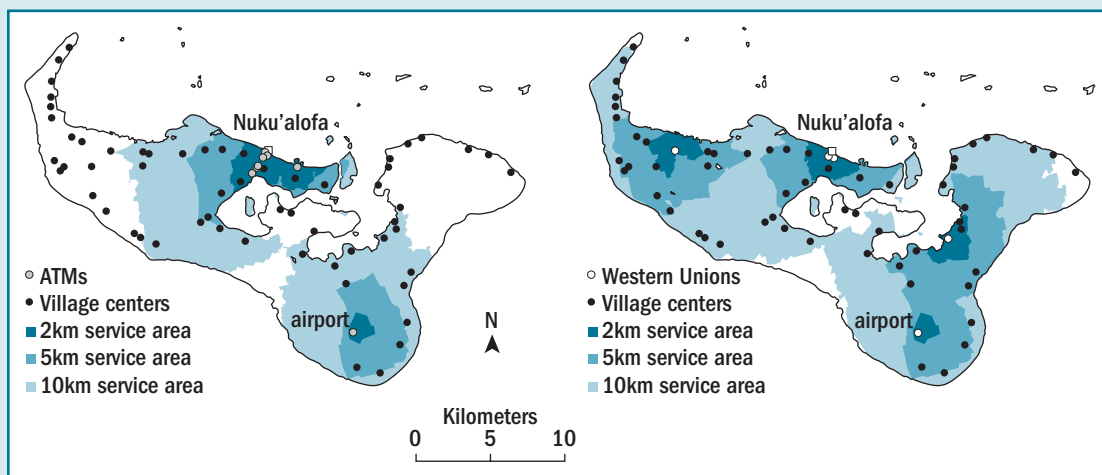 Nuku’alofa
ATMs
Village centers
2km service area
5km service area
10km service area
airport
N
Kilometers
0 5 10
Nuku’alofa
Western Unions
Village centers
2km service area
5km service area
10km service area
airport